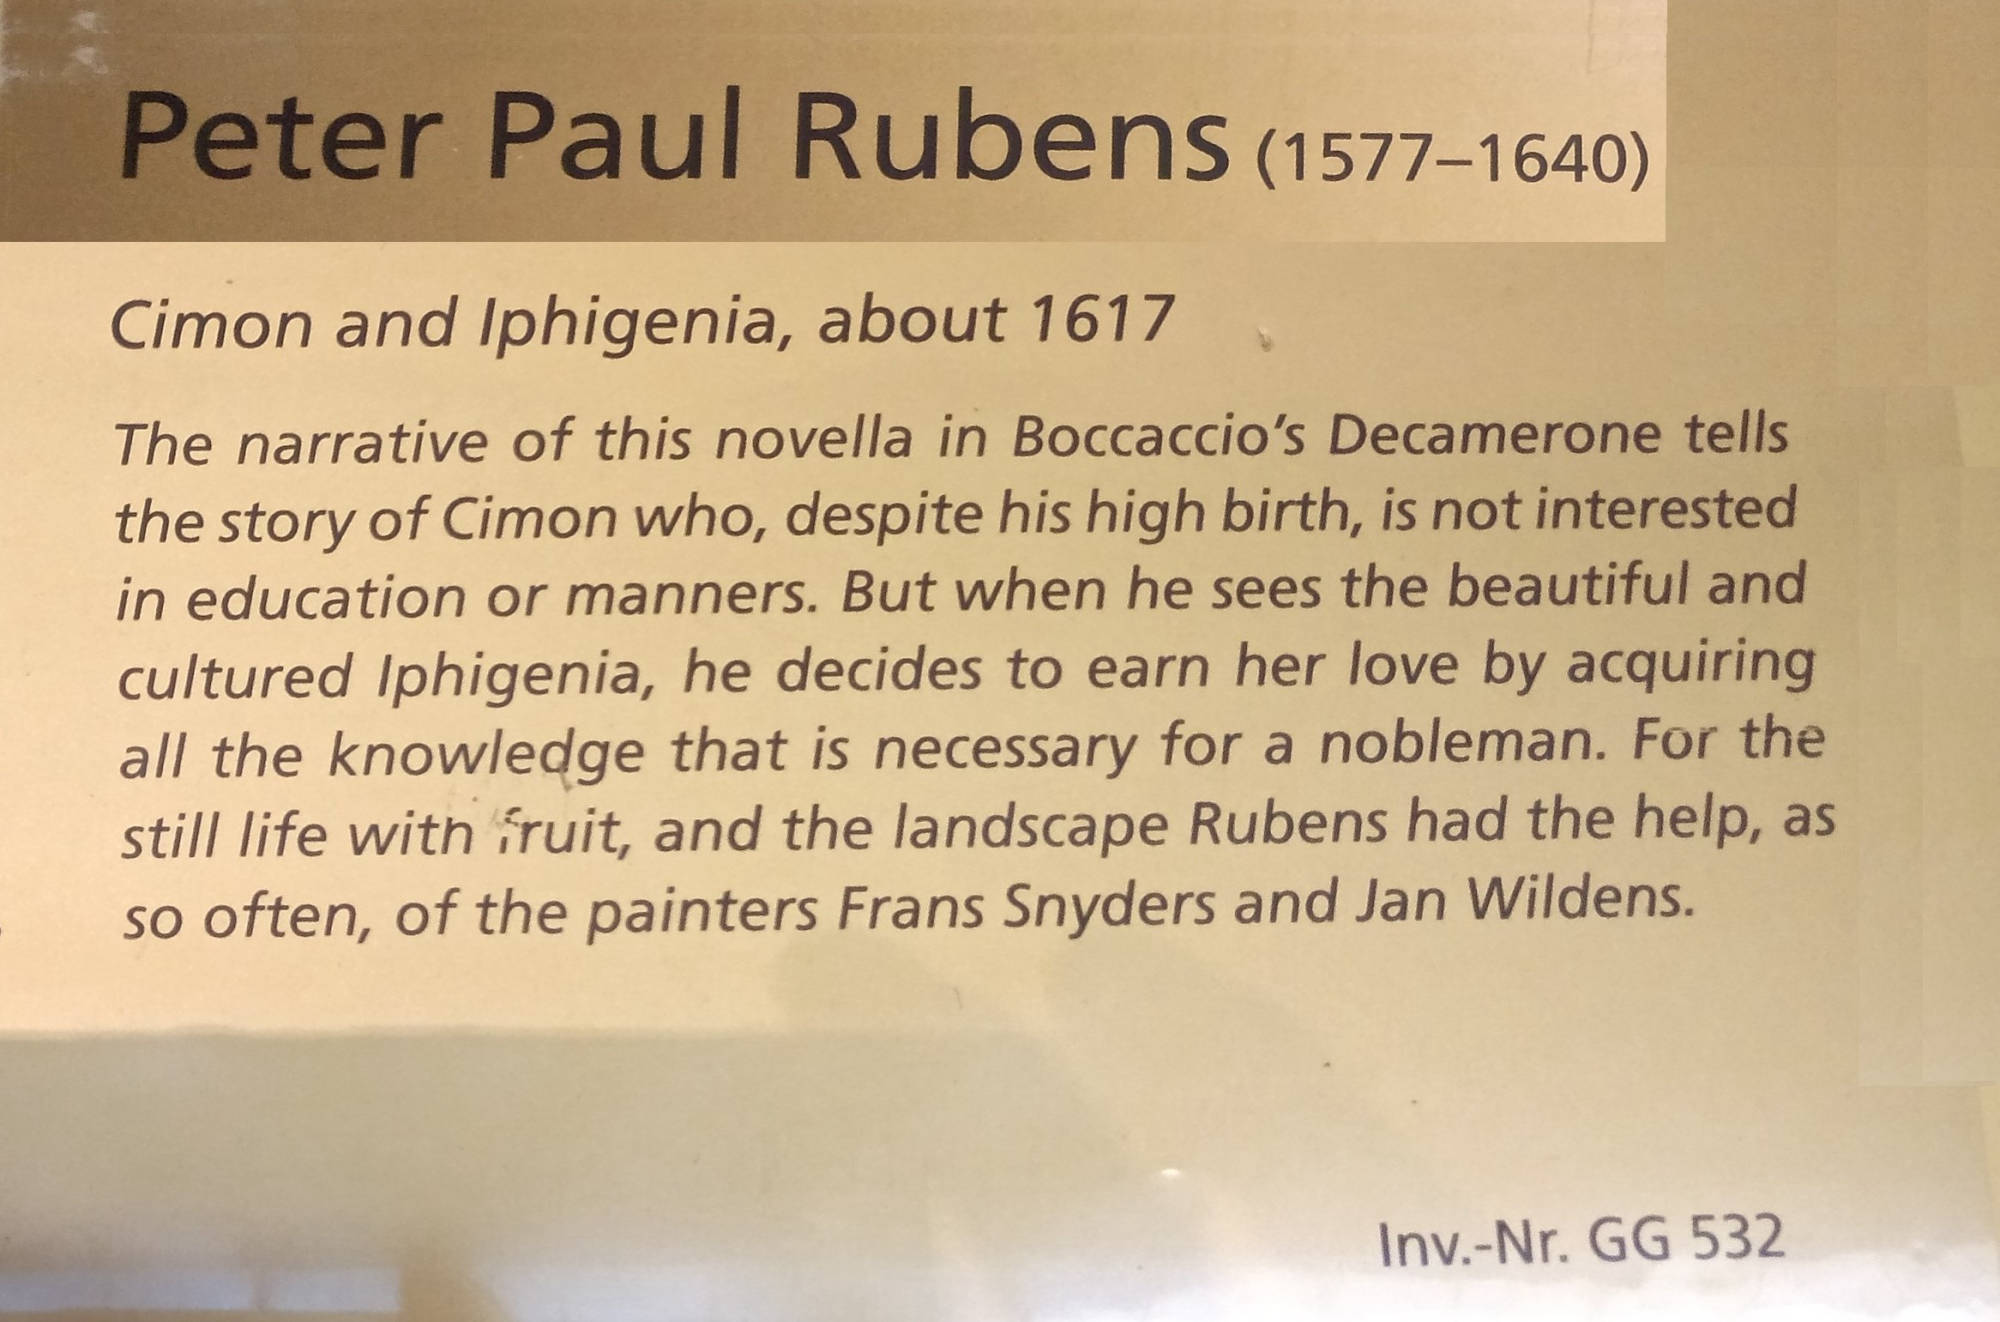 Peter Paul Rubens (1577–1640)
Cimon and Iphigenia, about 1617
The narrative of this novella in Boccaccio's Decamerone tells
the story of Cimon who, despite his high birth, is not interested
in education or manners. But when he sees the beautiful and
cultured Iphigenia, he decides to earn her love by acquiring
all the knowledge that is necessary for a nobleman. For the
still life with fruit, and the landscape Rubens had the help, as
so often, of the painters Frans Snyders and Jan Wildens.
Inv.-Nr. GG 532